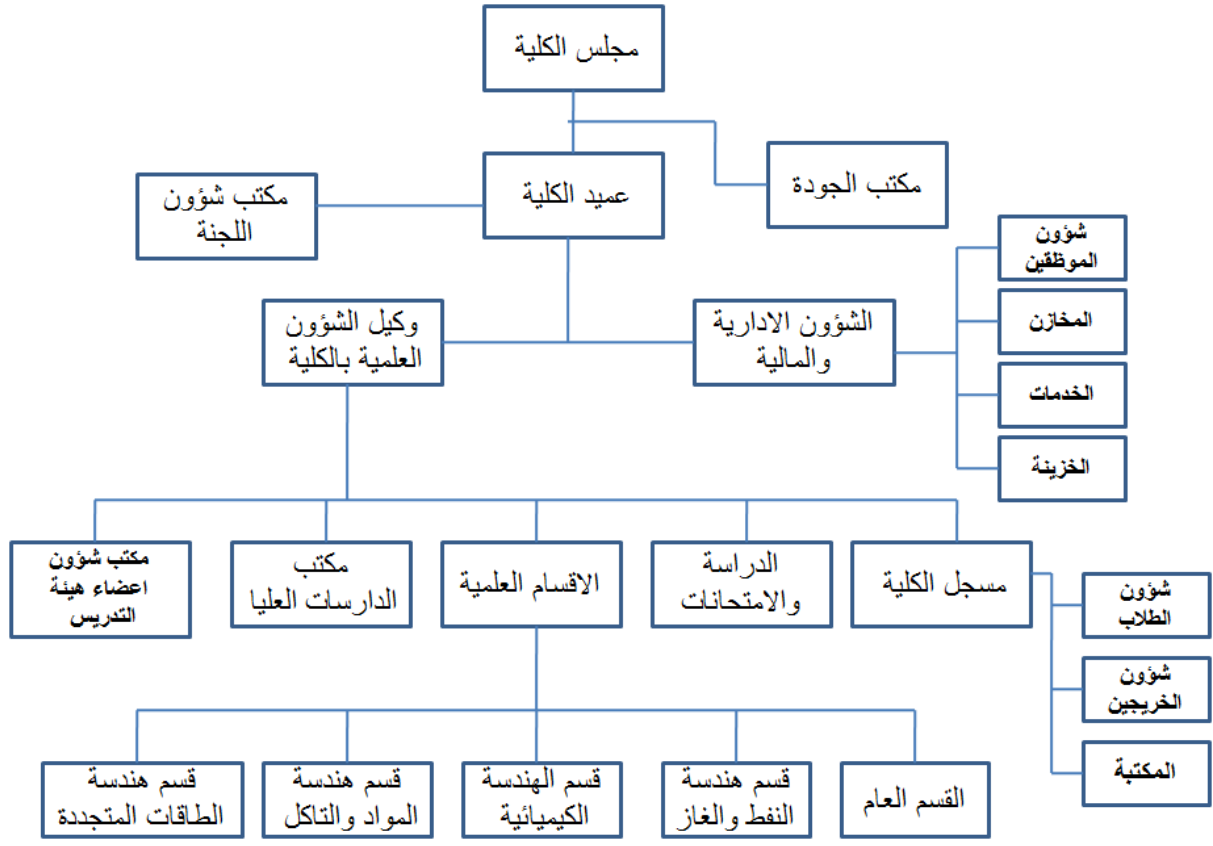 مجلس الكلية
مكتب الجودة
عميد الكلية
مكتب شؤون
اللجنة
شؤون
الموظفين
المخازن
الخدمات
الخزينة
الشؤون الادارية
والمالية
وكيل الشؤون
العلمية بالكلية
مسجل الكلية
الدراسة
والامتحانات
الاقسام العلمية
مكتب
الدارسات العليا
مكتب شؤون
اعضاء هيئة
التدريس
شؤون
الطلاب
شؤون
الخريجين
المكتبة
القسم العام
قسم هندسة
النفط والغاز
قسم الهندسة
الكيميائية
قسم هندسة
المواد والتاكل
قسم هندسة
الطاقات المتجددة